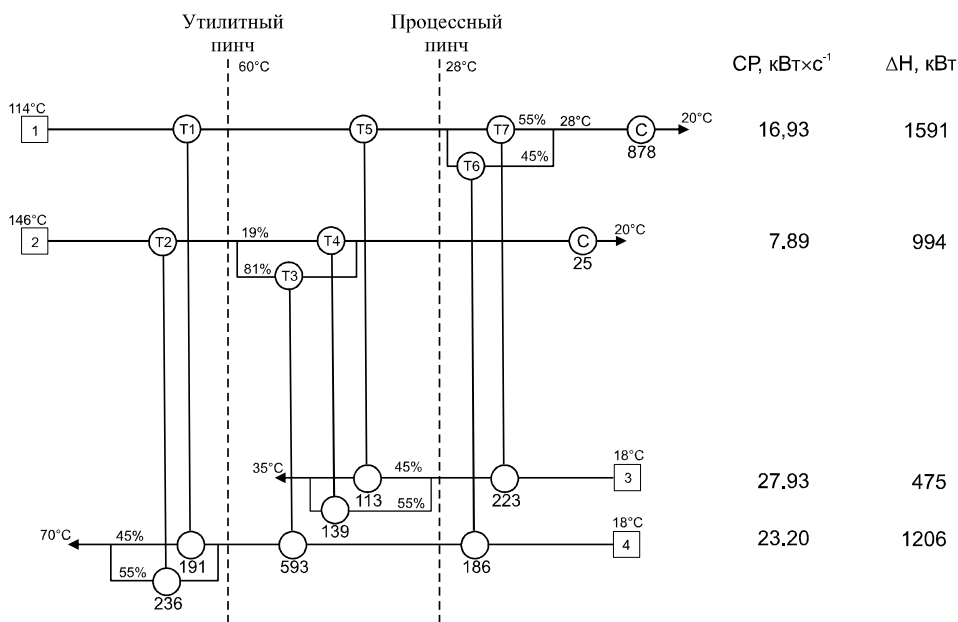 Утилитный пинч
Процессный пинч
60°C
28°C
CP, кВт×с-1
ΔH, кВт
114°C
1
T1
T5
T7
55%
28°C
C
20°C
878
16,93
1591
T6
45%
146°C
2
T2
19%
T4
C
20°C
25
7.89
994
81%
T3
35°C
45%
18°C
3
113
223
27.93
475
55%
139
70°C
45%
18°C
4
191
593
186
23.20
1206
55%
236